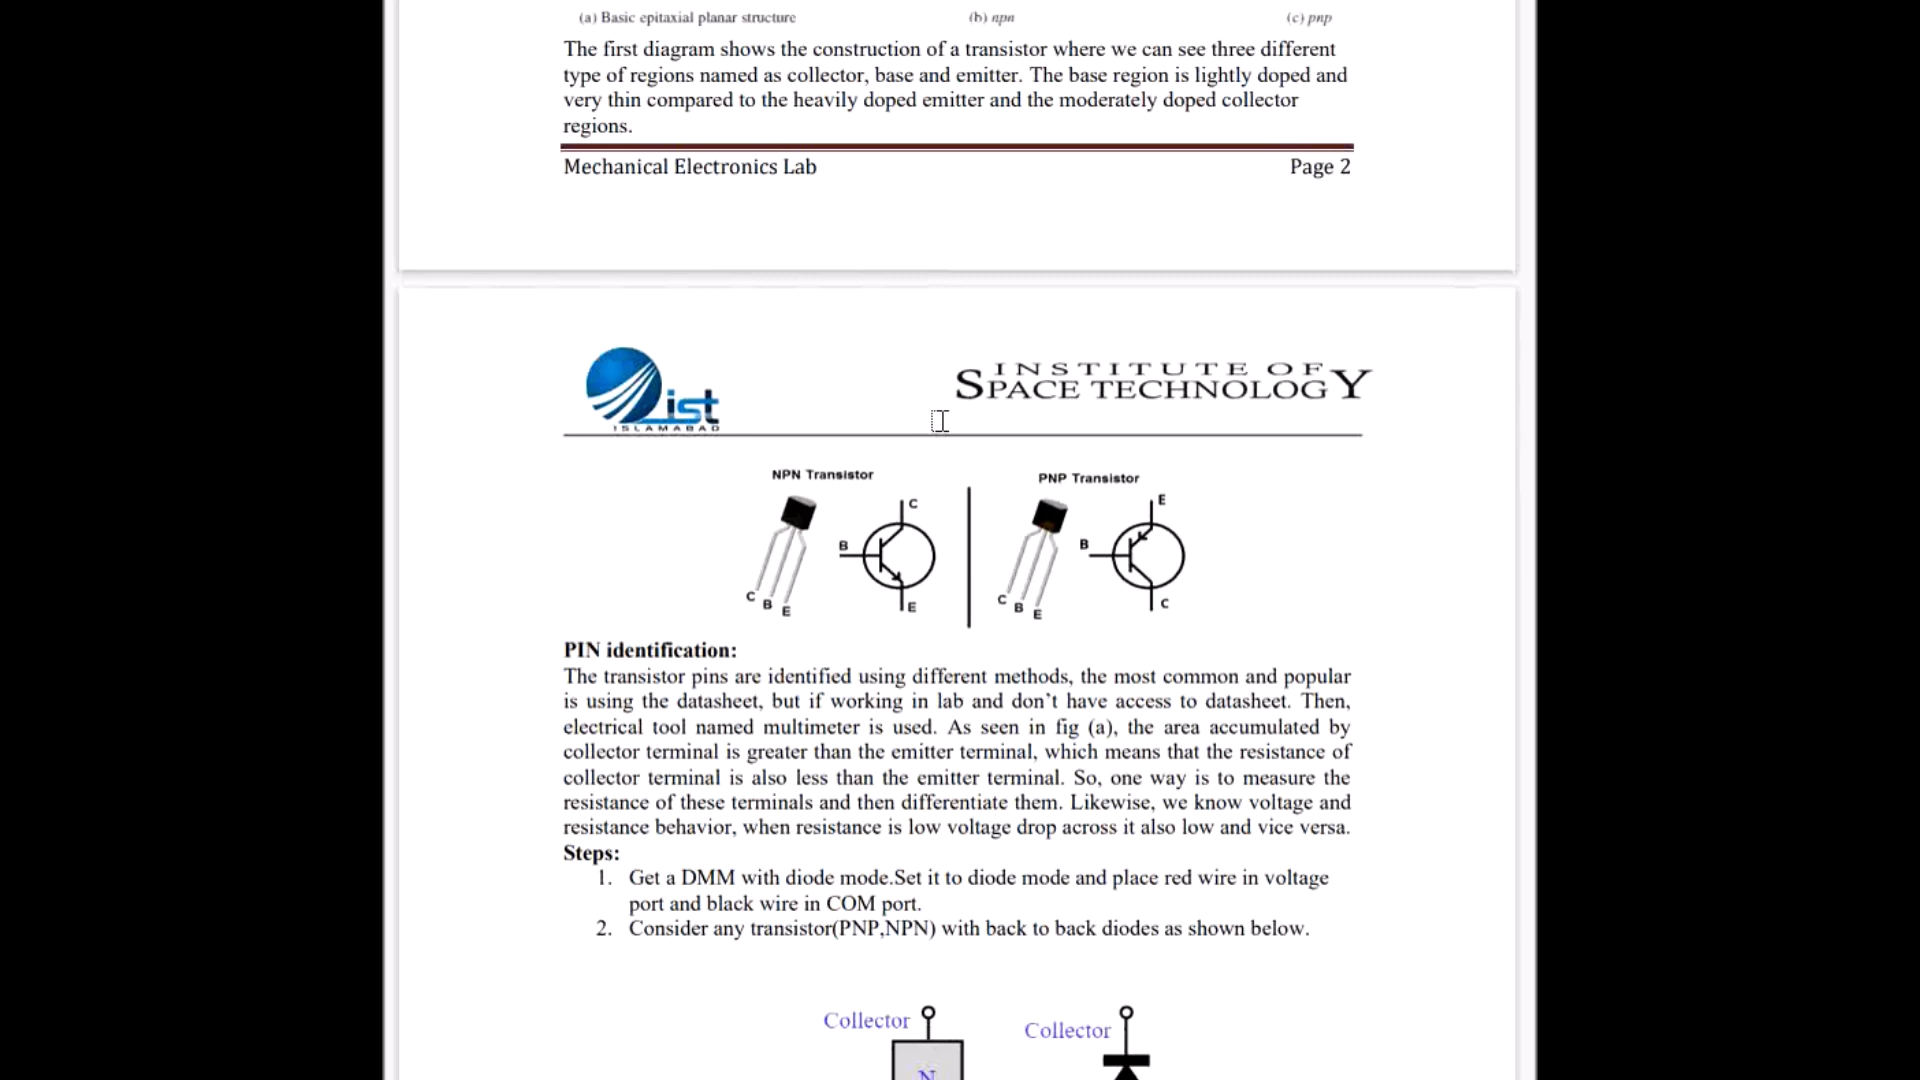 (a) Basic epitaxial planar structure (b) npn (c) pnp
The first diagram shows the construction of a transistor where we can see three different
type of regions named as collector, base and emitter. The base region is lightly doped and
very thin compared to the heavily doped emitter and the moderately doped collector
regions.
Mechanical Electronics Lab Page 2
ist
ISLAMABAD
INSTITUTE OF
SPACE TECHNOLOGY
NPN Transistor
C
B
E
C B E
PNP Transistor
E
B
C
C B E
PIN identification:
The transistor pins are identified using different methods, the most common and popular
is using the datasheet, but if working in lab and don’t have access to datasheet. Then,
electrical tool named multimeter is used. As seen in fig (a), the area accumulated by
collector terminal is greater than the emitter terminal, which means that the resistance of
collector terminal is also less than the emitter terminal. So, one way is to measure the
resistance of these terminals and then differentiate them. Likewise, we know voltage and
resistance behavior, when resistance is low voltage drop across it also low and vice versa.
Steps:
1. Get a DMM with diode mode.Set it to diode mode and place red wire in voltage
port and black wire in COM port.
2. Consider any transistor(PNP,NPN) with back to back diodes as shown below.
Collector
Collector
N